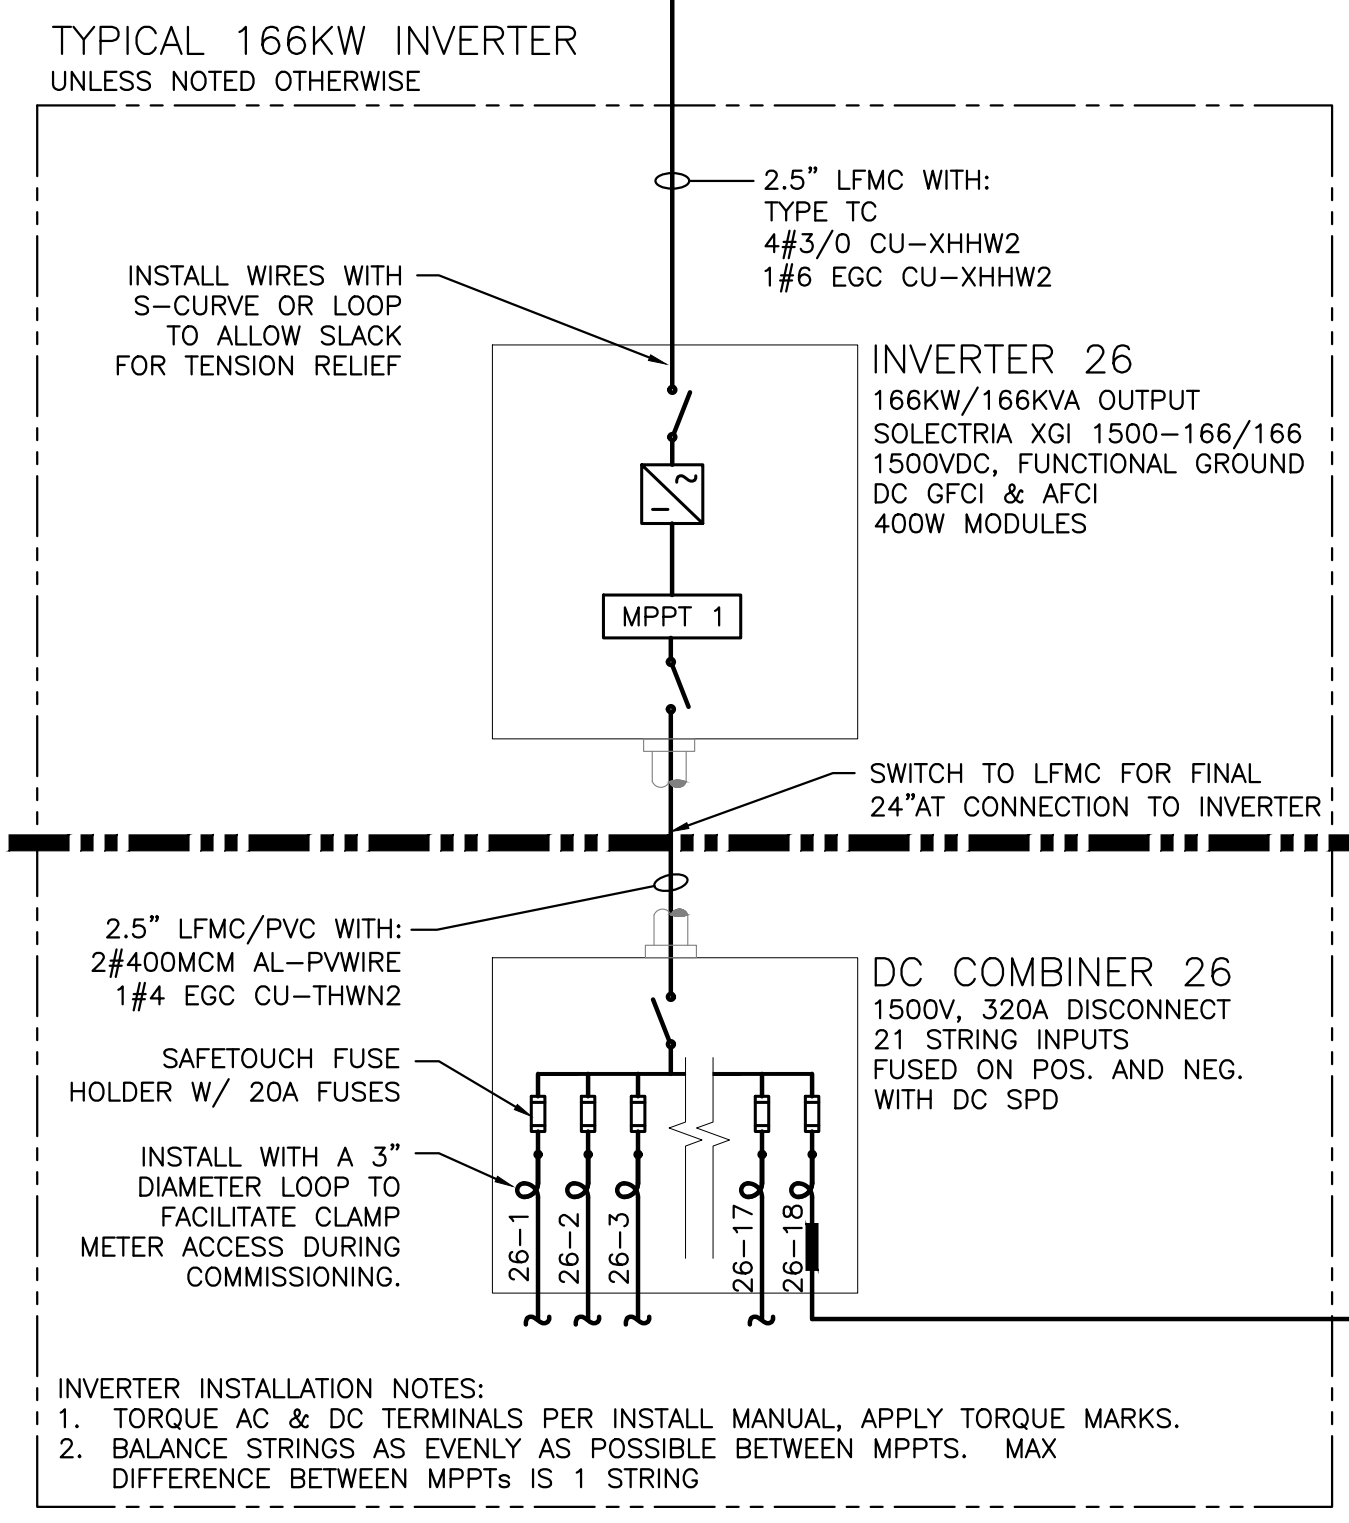 TYPICAL 166KW INVERTER
UNLESS NOTED OTHERWISE
2.5” LFMC WITH:
TYPE TC
4#3/0 CU-XHHW2
1#6 EGC CU-XHHW2
INSTALL WIRES WITH
S-CURVE OR LOOP
TO ALLOW SLACK
FOR TENSION RELIEF
INVERTER 26
166KW/166KVA OUTPUT
SOLECTRIA XGI 1500-166/166
1500VDC, FUNCTIONAL GROUND
DC GFCI & AFCI
400W MODULES
MPPT 1
SWITCH TO LFMC FOR FINAL
24”AT CONNECTION TO INVERTER
2.5” LFMC/PVC WITH:
2#400MCM AL-PVWIRE
1#4 EGC CU-THWN2
DC COMBINER 26
1500V, 320A DISCONNECT
21 STRING INPUTS
FUSED ON POS. AND NEG.
WITH DC SPD
SAFETOUCH FUSE
HOLDER W/ 20A FUSES
INSTALL WITH A 3”
DIAMETER LOOP TO
FACILITATE CLAMP
METER ACCESS DURING
COMMISSIONING.
26-1
26-2
26-3
26-17
26-18
INVERTER INSTALLATION NOTES:
1. TORQUE AC & DC TERMINALS PER INSTALL MANUAL, APPLY TORQUE MARKS.
2. BALANCE STRINGS AS EVENLY AS POSSIBLE BETWEEN MPPTS. MAX
DIFFERENCE BETWEEN MPPTs IS 1 STRING